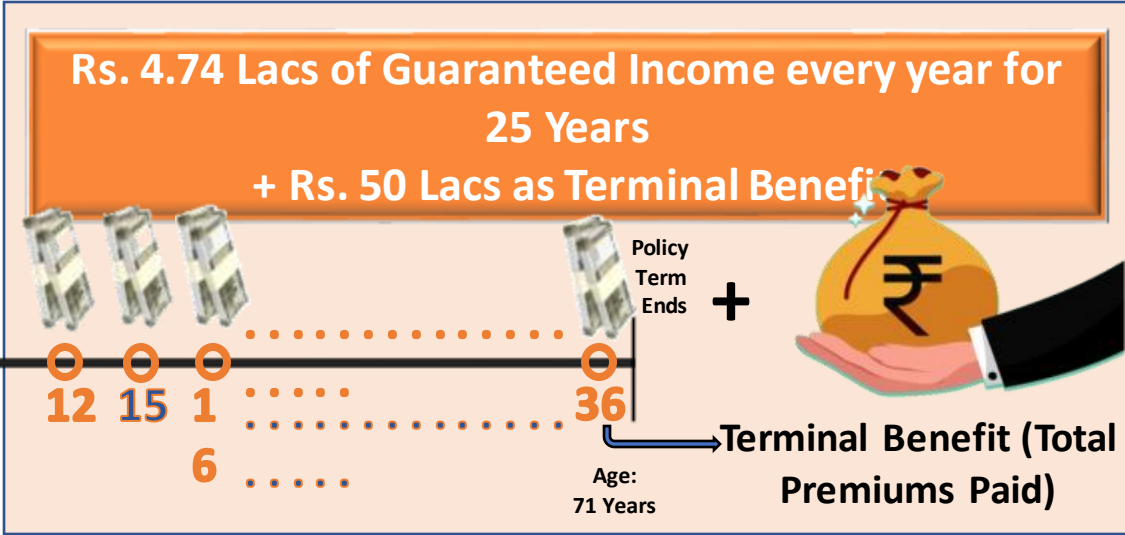 Rs. 4.74 Lacs of Guaranteed Income every year for
25 Years
+ Rs. 50 Lacs as Terminal
Policy
Term
Ends
+
₹
12 15 1
6
36
Age:
71 Years
Terminal Benefit (Total
Premiums Paid)